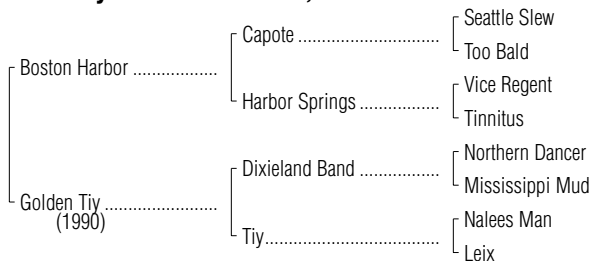 Seattle Slew
Capote ..................................
Too Bald
Boston Harbor ..................
Vice Regent
Harbor Springs ...................
Tinnitus
Northern Dancer
Dixieland Band ...................
Mississippi Mud
Golden Tiy ........................
(1990)
Nalees Man
Tiy.........................................
Leix